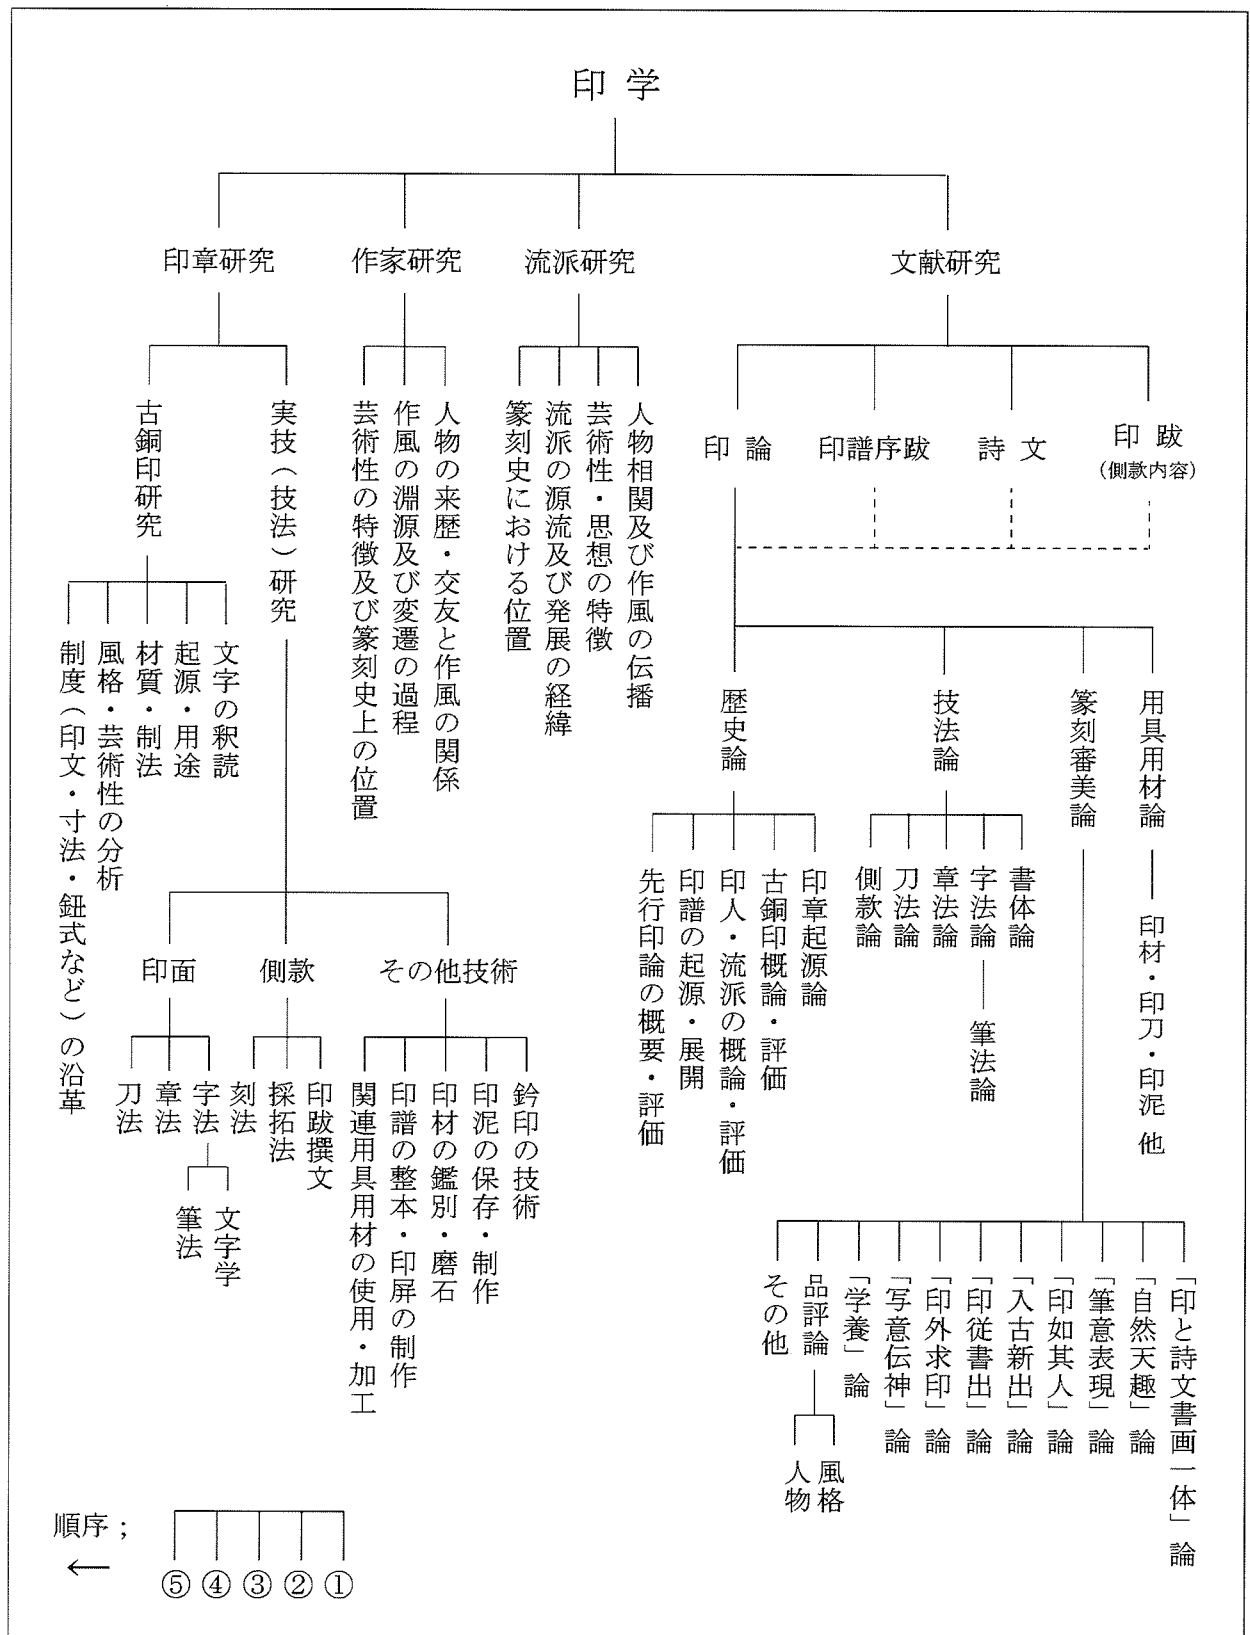 印学
印章研究
作家研究
流派研究
文献研究
印論
印譜序跋
詩文
印跋
(側款内容)
実技(技法)研究
古銅印研究
人物の来歴・交友と作風の関係
作風の淵源及び変遷の過程
芸術性の特徴及び篆刻史上の位置
人物相関及び作風の伝播
芸術性・思想の特徴
流派の源流及び発展の経緯
篆刻史における位置
文字の釈読
起源・用途
材質・制法
風格・芸術性の分析
制度(印文・寸法・鈕式など)の沿革
用具用材論
篆刻審美論
技法論
歴史論
印材・印刀・印泥 他
書体論
字法論
章法論
刀法論
側款論
筆法論
印章起源論
古銅印概論・評価
印人・流派の概論・評価
印譜の起源・展開
先行印論の概要・評価
印面
側款
その他技術
字法
章法
刀法
文字学
筆法
印跋撰文
採拓法
刻法
鈐印の技術
印泥の保存・制作
印材の鑑別・磨石
印譜の整本・印屏の制作
関連用具用材の使用・加工
「印と詩文書画一体」論
「自然天趣」論
「筆意表現」論
「印如其人」論
「入古新出」論
「印従書出」論
「印外求印」論
「写意伝神」論
「学養」論
品評論
その他
風格
人物
順序;
←
⑤ ④ ③ ② ①